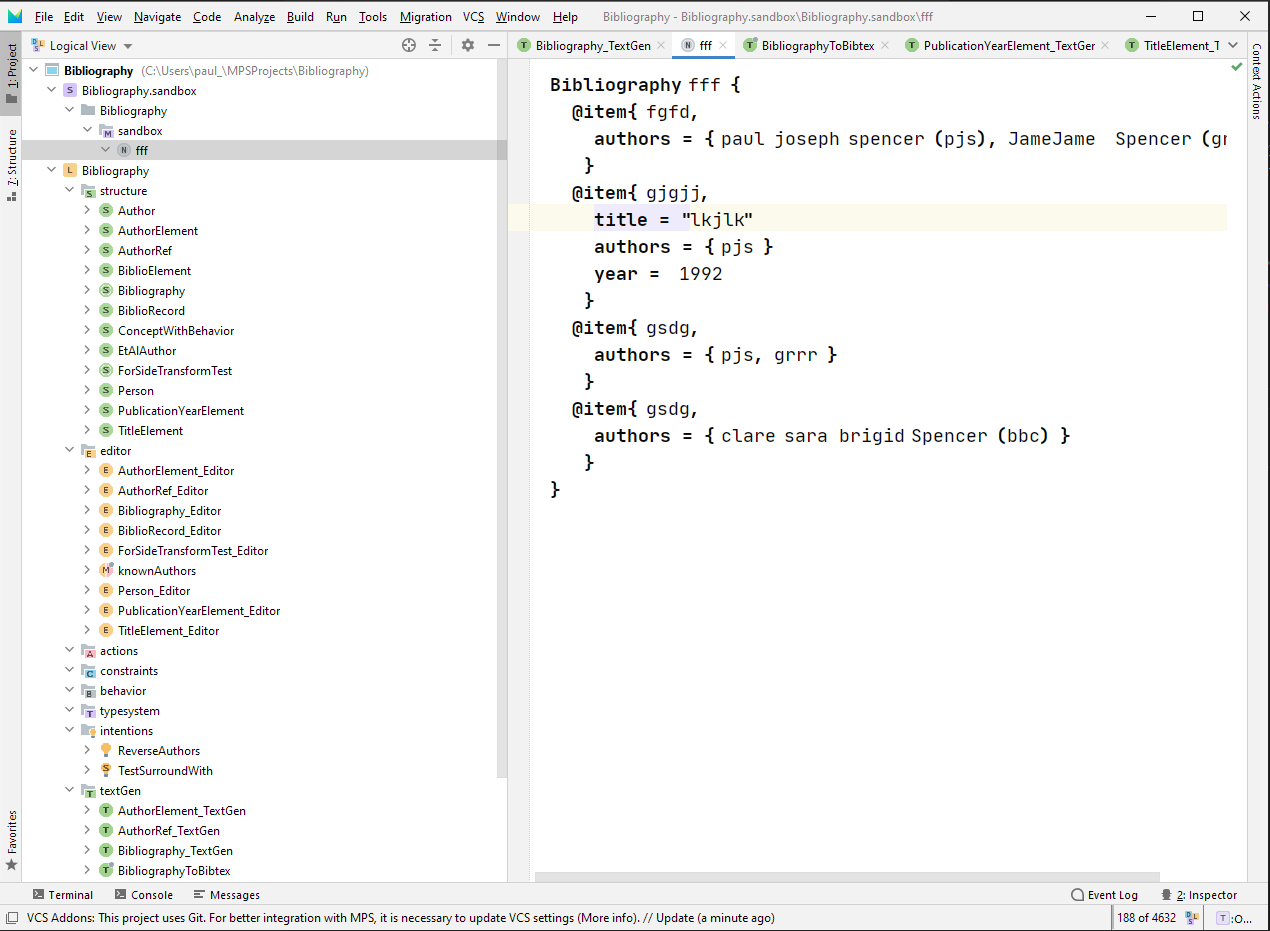 File Edit View Navigate Code Analyze Build Run Tools Migration VCS Window Help Bibliography - Bibliography.sandbox\Bibliography.sandbox\fff
1: Project
7: Structure
Favorites
Logical View
Bibliography (C:\Users\paul_\MPSProjects\Bibliography)
S Bibliography.sandbox
Bibliography
M sandbox
N fff
L Bibliography
S structure
S Author
S AuthorElement
S AuthorRef
S BiblioElement
S Bibliography
S BiblioRecord
S ConceptWithBehavior
S EtAlAuthor
S ForSideTransformTest
S Person
S PublicationYearElement
S TitleElement
E editor
E AuthorElement_Editor
E AuthorRef_Editor
E Bibliography_Editor
E BiblioRecord_Editor
E ForSideTransformTest_Editor
M knownAuthors
E Person_Editor
E PublicationYearElement_Editor
E TitleElement_Editor
A actions
C constraints
B behavior
T typesystem
intentions
ReverseAuthors
S TestSurroundWith
T textGen
T AuthorElement_TextGen
T AuthorRef_TextGen
T Bibliography_TextGen
T BibliographyToBibtex
T Bibliography_TextGen N fff T BibliographyToBibtex T PublicationYearElement_TextGer T TitleElement_T
Bibliography fff {
@item{ fgfd,
authors = { paul joseph spencer (pjs), JameJame Spencer (gr
}
@item{ gjgjj,
title = "lkjlk"
authors = { pjs }
year = 1992
}
@item{ gsdg,
authors = { pjs, grrr }
}
@item{ gsdg,
authors = { clare sara brigid Spencer (bbc) }
}
}
Context Actions
Terminal Console Messages Event Log 2: Inspector
VCS Addons: This project uses Git. For better integration with MPS, it is necessary to update VCS settings (More info). // Update (a minute ago) 188 of 4632 T:O...